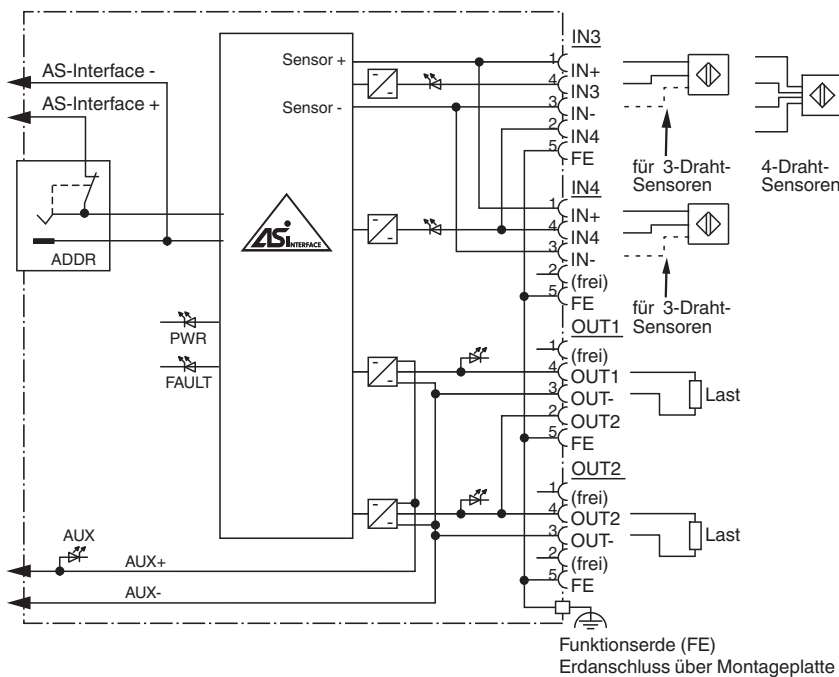 AS-Interface -
AS-Interface +
ADDR
PWR
FAULT
AUX
AUX+
AUX-
Sensor +
Sensor -
ASi INTERFACE
IN3
1 IN+
4 IN3
3 IN-
2 IN4
5 FE
IN4
1 IN+
4 IN4
3 IN-
2 (frei)
5 FE
OUT1
1 (frei)
4 OUT1
3 OUT-
2 OUT2
5 FE
OUT2
1 (frei)
4 OUT2
3 OUT-
2 (frei)
5 FE
für 3-Draht-
Sensoren
4-Draht-
Sensoren
für 3-Draht-
Sensoren
Last
Last
Funktionserde (FE)
Erdanschluss über Montageplatte